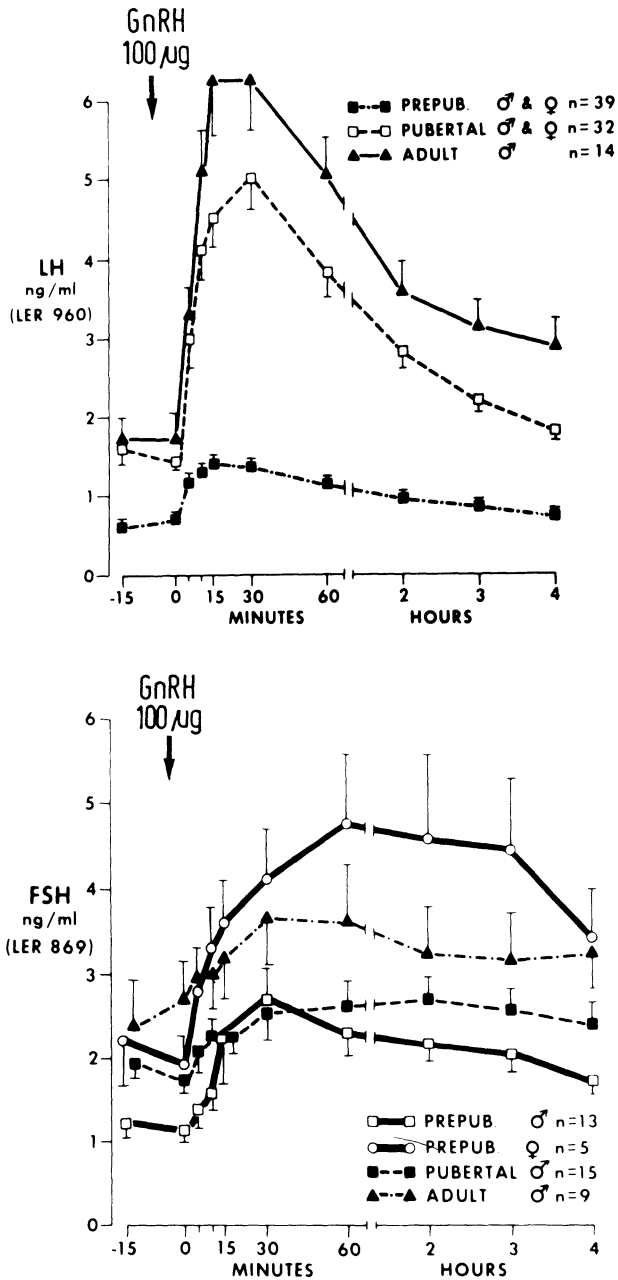 GnRH
100 µg
PREPUB. ♂ & ♀ n=39
PUBERTAL ♂ & ♀ n=32
ADULT ♂ n=14
6
5
4
3
2
1
0
LH
ng/ml
(LER 960)
-15 0 15 30 60 2 3 4
MINUTES HOURS
GnRH
100 µg
6
5
4
3
2
1
0
FSH
ng/ml
(LER 869)
PREPUB. ♂ n=13
PREPUB. ♀ n=5
PUBERTAL ♂ n=15
ADULT ♂ n=9
-15 0 15 30 60 2 3 4
MINUTES HOURS